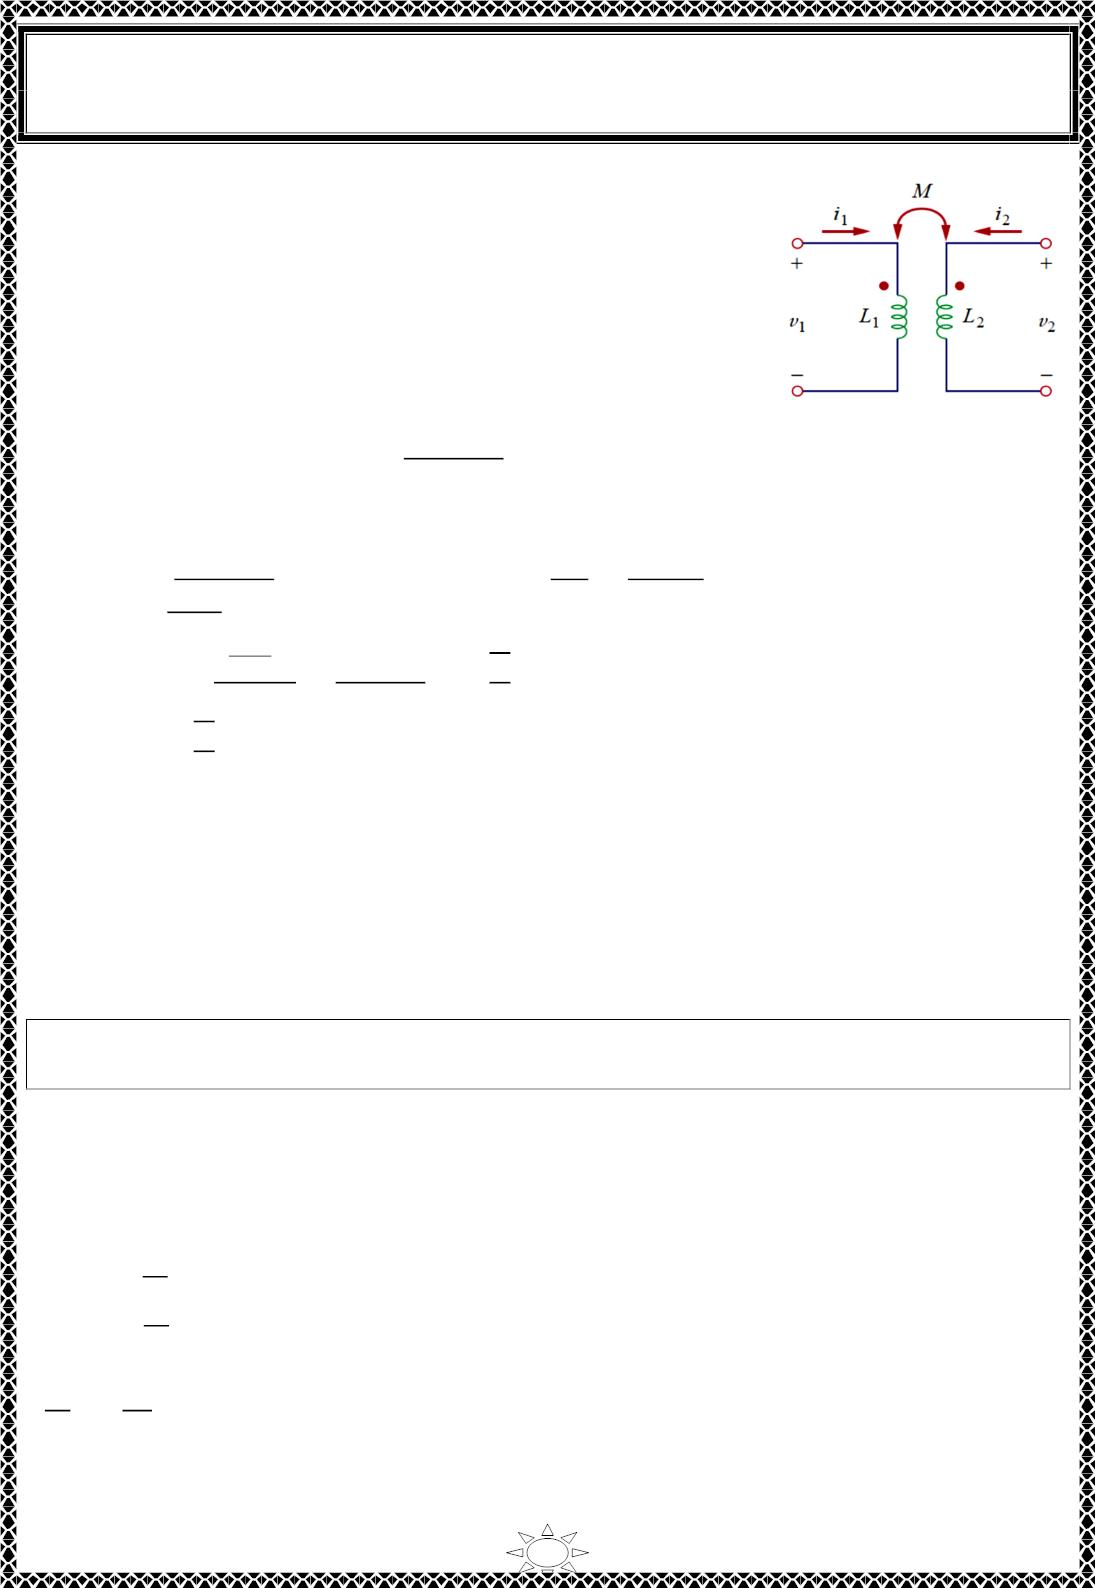 M
i₁ i₂
+ +
v₁ L₁ L₂ v₂
− −